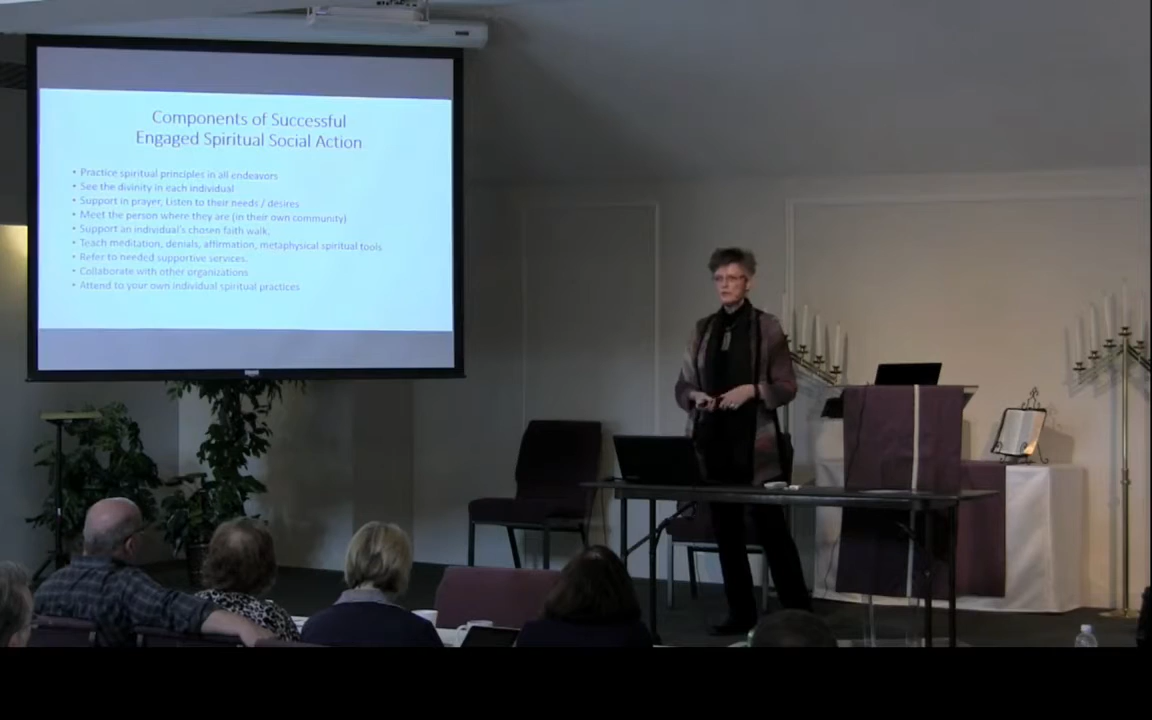 Components of Successful
Engaged Spiritual Social Action
• Practice spiritual principles in all endeavors
• See the divinity in each individual
• Support in prayer, Listen to their needs / desires
• Meet the person where they are (in their own community)
• Support an individual's chosen faith walk.
• Teach meditation, denials, affirmation, metaphysical spiritual tools
• Refer to needed supportive services.
• Collaborate with other organizations
• Attend to your own individual spiritual practices